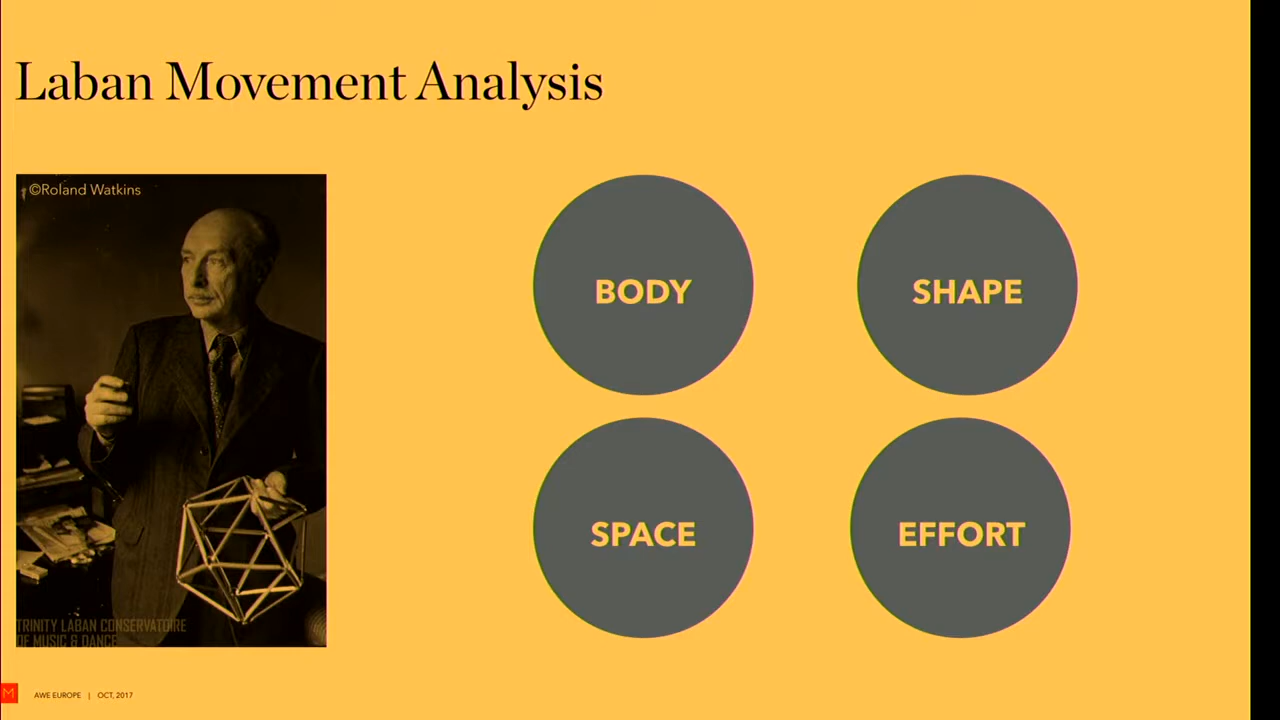 Laban Movement Analysis
©Roland Watkins
BODY
SHAPE
SPACE
EFFORT
TRINITY LABAN CONSERVATOIRE
OF MUSIC & DANCE
M
AWE EUROPE | OCT, 2017